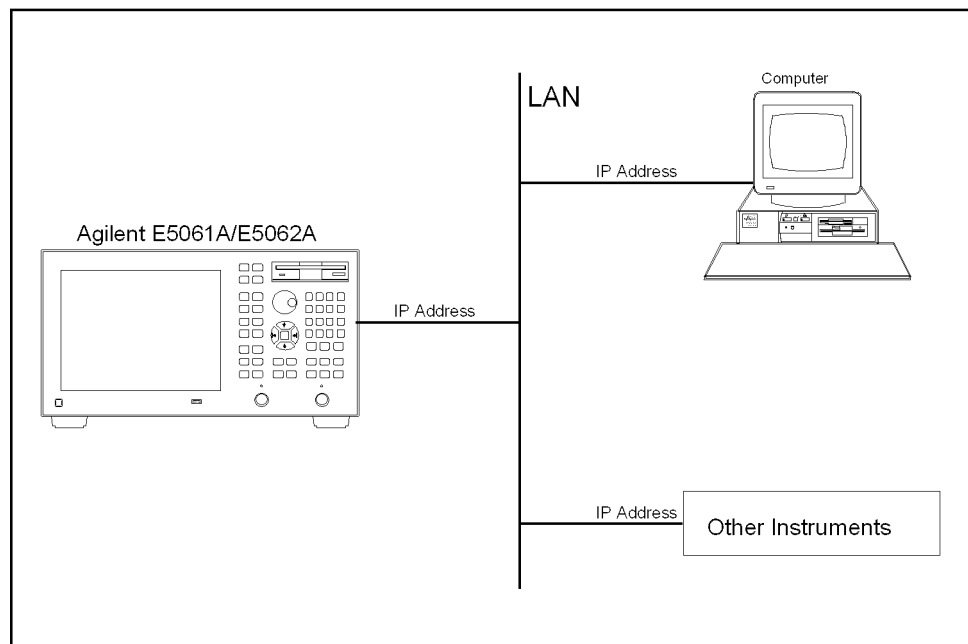 Computer
LAN
IP Address
Agilent E5061A/E5062A
IP Address
IP Address
Other Instruments